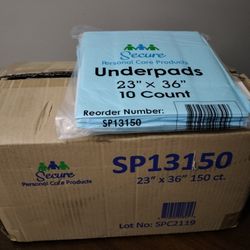 Secure
Personal Care Products
Underpads
23" X 36"
10 Count
Reorder Number:
SP13150
Secure
Personal Care Products
SP13150
23" x 36" 150 ct.
Lot No: SPC2119